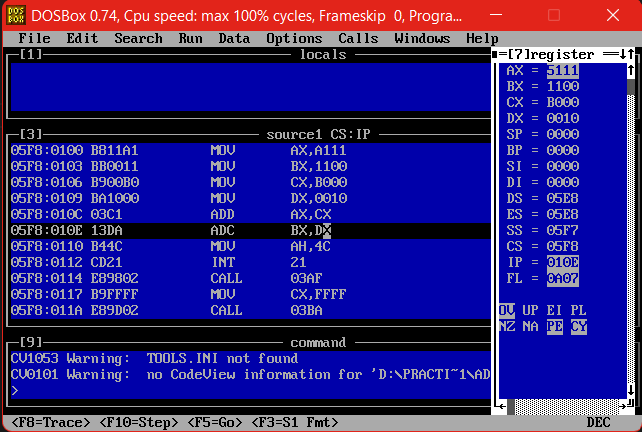 DOSBox 0.74, Cpu speed: max 100% cycles, Frameskip 0, Progra...
File Edit Search Run Data Options Calls Windows Help
[1] locals
[3] source1 CS:IP
05F8:0100 B811A1 MOV AX,A111
05F8:0103 BB0011 MOV BX,1100
05F8:0106 B900B0 MOV CX,B000
05F8:0109 BA1000 MOV DX,0010
05F8:010C 03C1 ADD AX,CX
05F8:010E 13DA ADC BX,DX
05F8:0110 B44C MOV AH,4C
05F8:0112 CD21 INT 21
05F8:0114 E89802 CALL 03AF
05F8:0117 B9FFFF MOV CX,FFFF
05F8:011A E89D02 CALL 03BA
[9] command
CV1053 Warning: TOOLS.INI not found
CV0101 Warning: no CodeView information for 'D:\PRACTI~1\AD
>
[7]register
AX = 5111
BX = 1100
CX = B000
DX = 0010
SP = 0000
BP = 0000
SI = 0000
DI = 0000
DS = 05E8
ES = 05E8
SS = 05F7
CS = 05F8
IP = 010E
FL = 0A07
OV UP EI PL
NZ NA PE CY
<F8=Trace> <F10=Step> <F5=Go> <F3=S1 Fmt> DEC